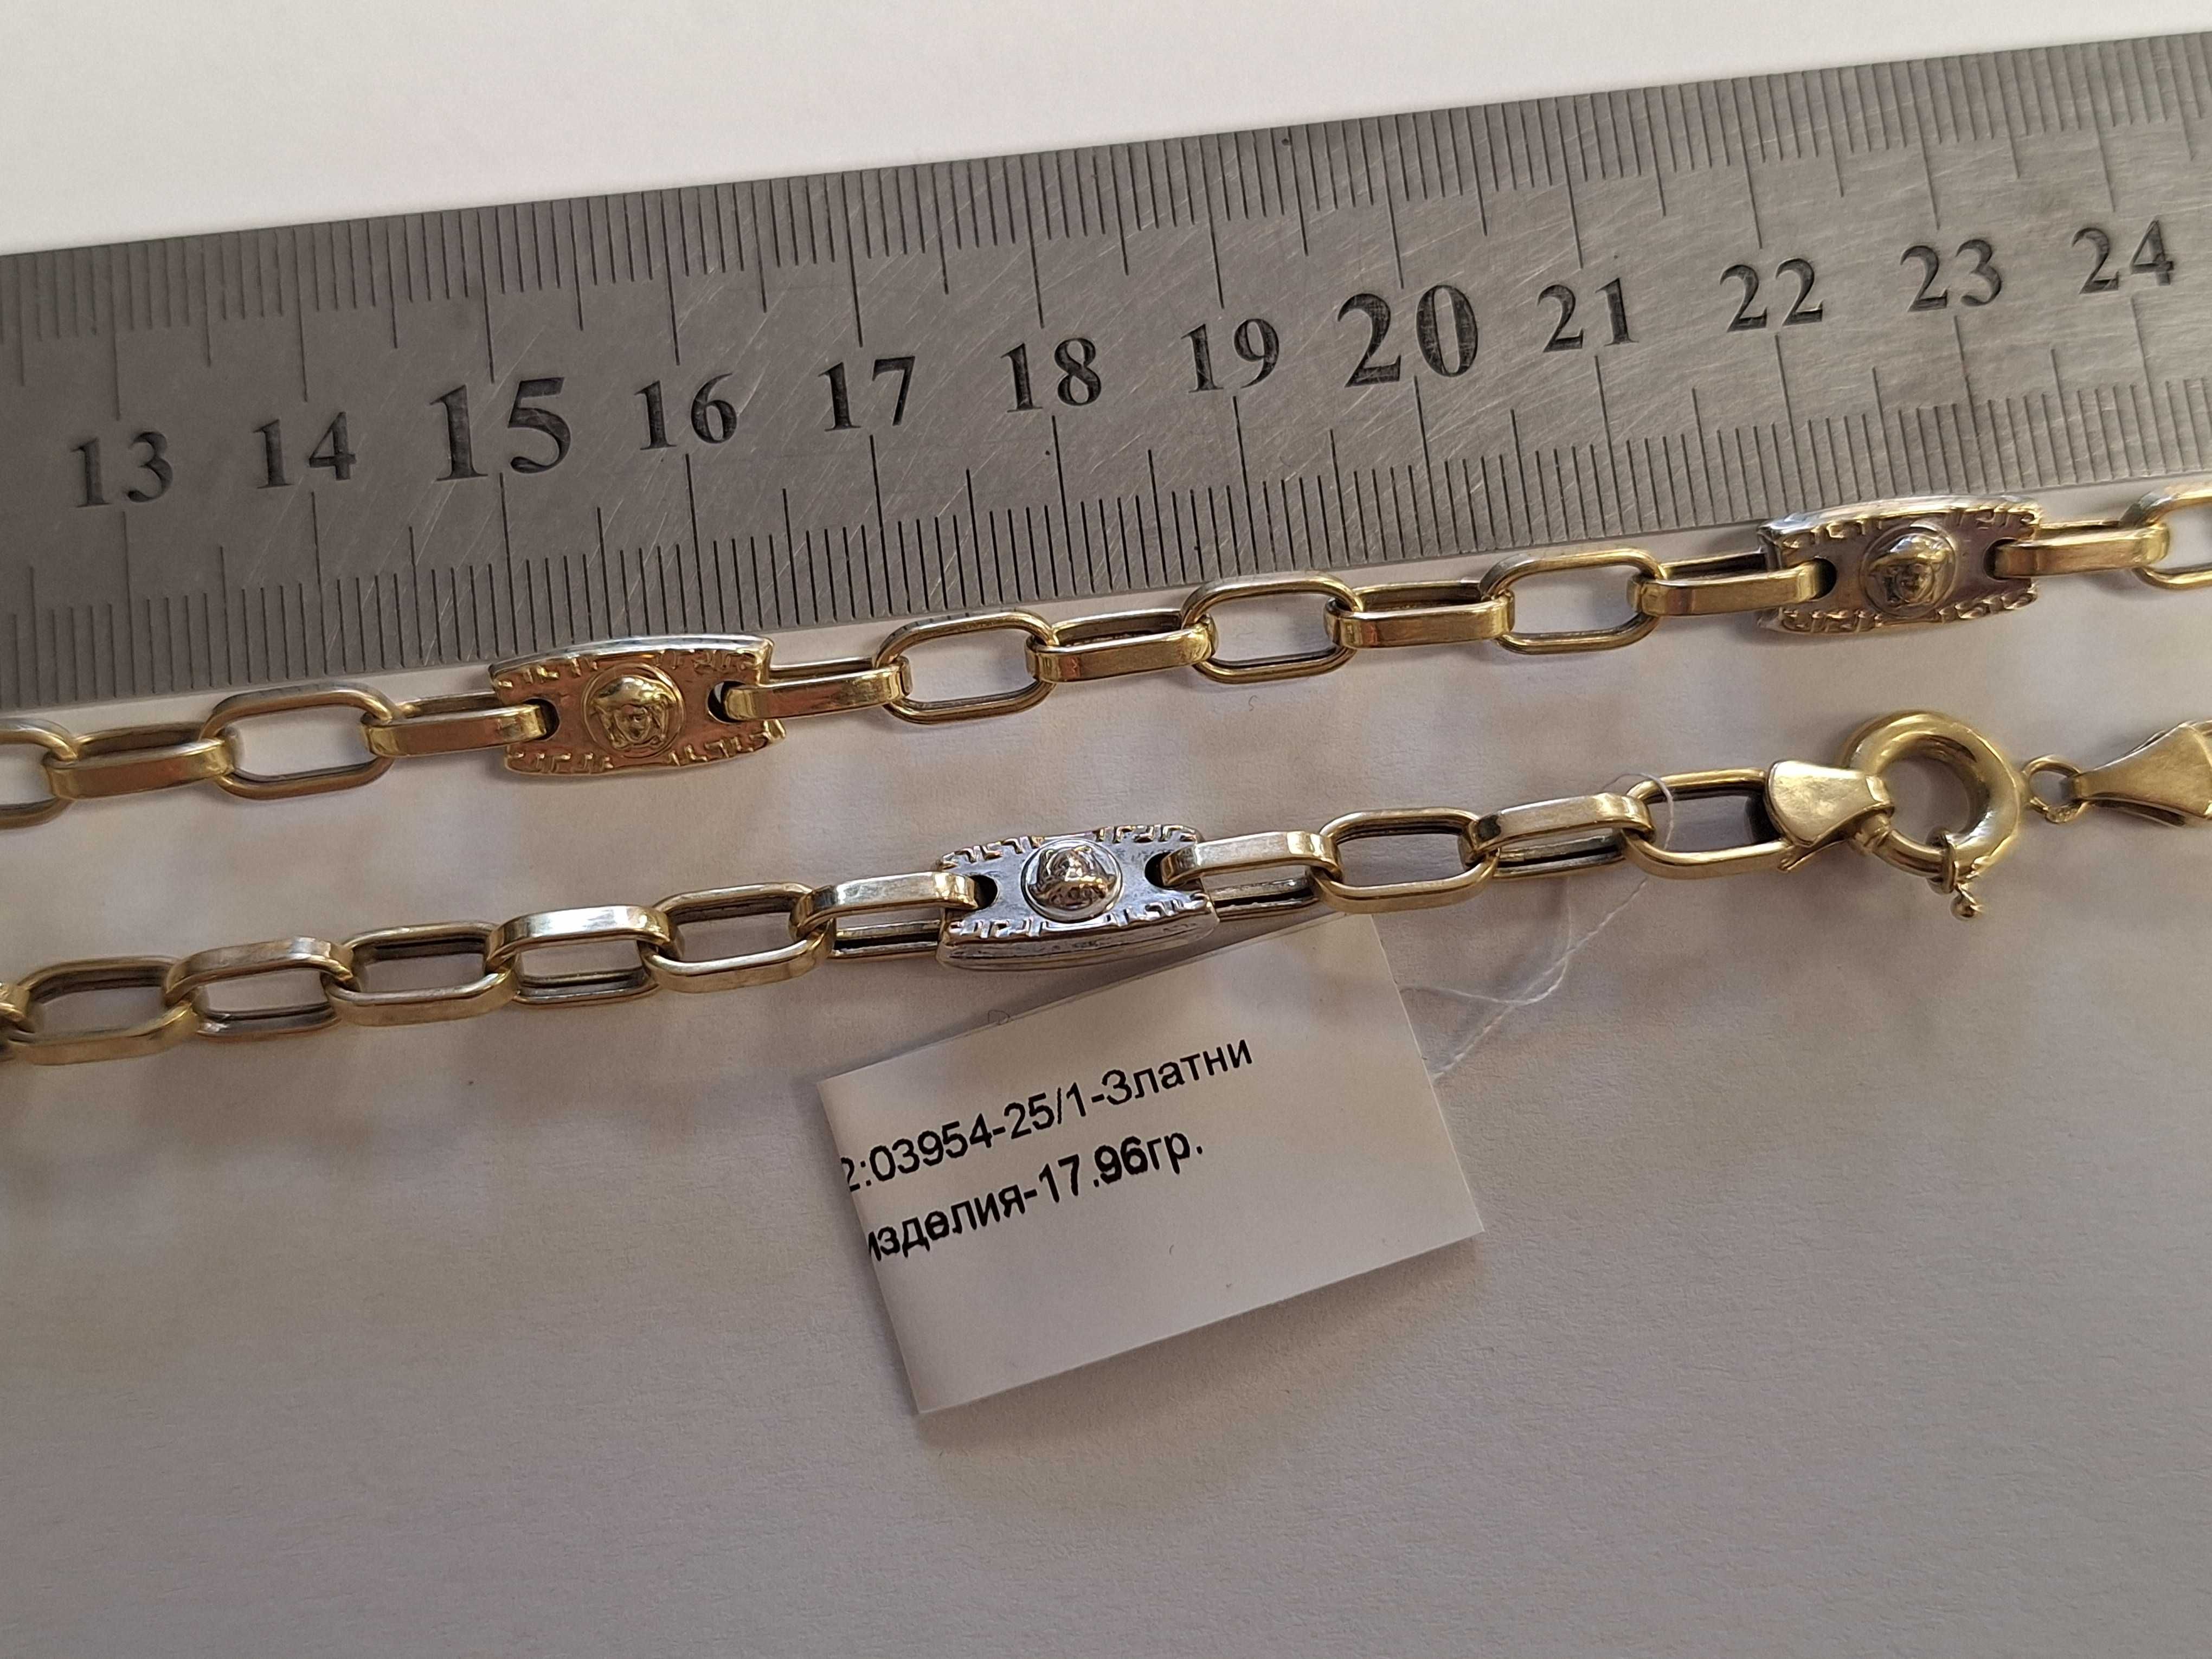 13 14 15 16 17 18 19 20 21 22 23 24
2:03954-25/1-Златни
изделия-17.96гр.